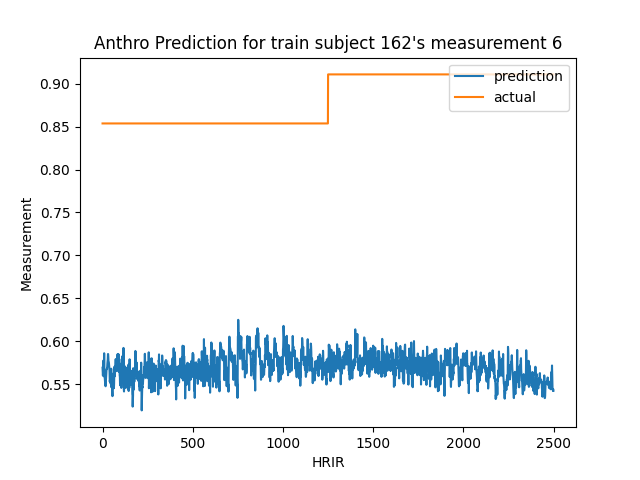 Anthro Prediction for train subject 162's measurement 6
prediction
actual
Measurement
0.90
0.85
0.80
0.75
0.70
0.65
0.60
0.55
0 500 1000 1500 2000 2500
HRIR